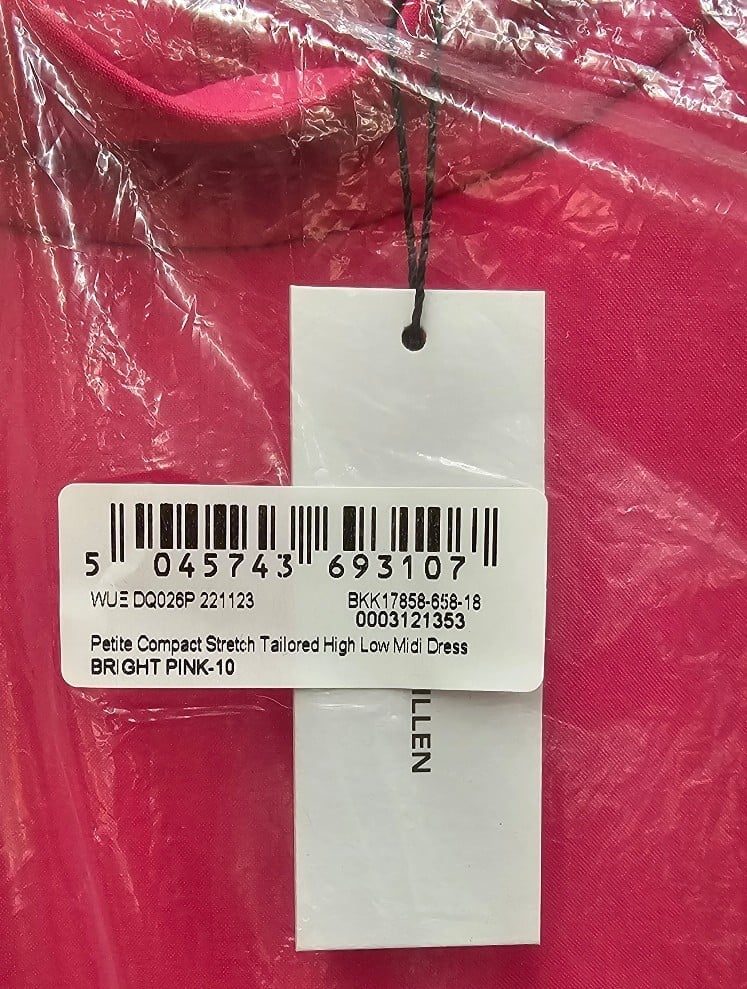 5 045743 693107
WUE DQ026P 221123 BKK17858-658-18
0003121353
Petite Compact Stretch Tailored High Low Midi Dress
BRIGHT PINK-10
ILLEN